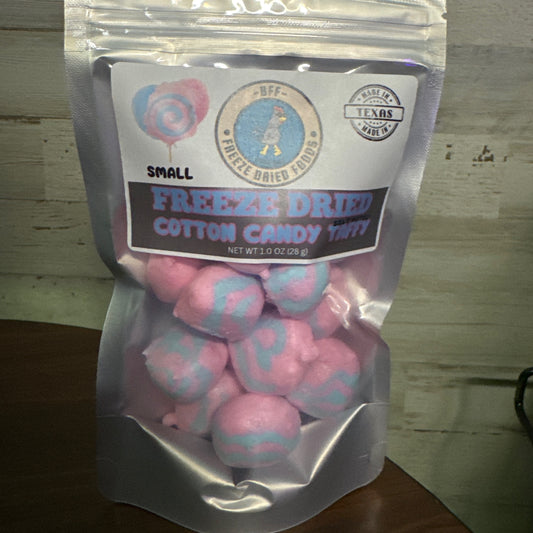 -BFF-
FREEZE DRIED FOODS
MADE IN
TEXAS
MADE IN
SMALL
FREEZE DRIED
COTTON CANDY TAFFY
NET WT 1.0 OZ (28 g)